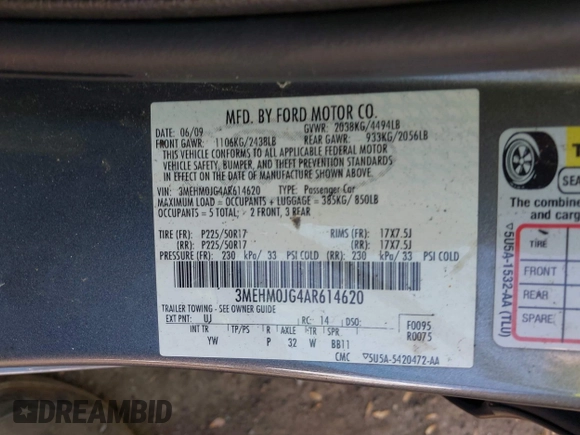 MFD. BY FORD MOTOR CO.
06/09 GVWR: 2038KG/4494LB
FRONT GAWR: 1106KG/2438LB REAR GAWR: 933KG/2056LB
THIS VEHICLE CONFORMS TO ALL APPLICABLE FEDERAL MOTOR
VEHICLE SAFETY, BUMPER, AND THEFT PREVENTION STANDARDS
IN EFFECT ON THE DATE OF MANUFACTURE SHOWN ABOVE.
VIN: 3MEHM0JG4AR614620 TYPE: Passenger Car
MAXIMUM LOAD = OCCUPANTS + LUGGAGE = 385KG/ 850LB
OCCUPANTS = 5 TOTAL: > 2 FRONT, 3 REAR
TIRE (FR): P225/50R17 RIMS (FR): 17X7.5J
(RR): P225/50R17 (RR): 17X7.5J
PRESSURE (FR): 230 kPa/ 33 PSI COLD (RR): 230 kPa/ 33 PSI COLD
3MEHM0JG4AR614620
TRAILER TOWING - SEE OWNER GUIDE
EXT PNT: UJ RC: 14 DSO: F0095
INT TR TP/PS R AXLE TR SPR R0075
YW P 32 W BB11
CMC 5U5A-5420472-AA
SEA
The combine
and carg
TIRE
FRONT
REAR
SPARE
5U5A-1532-AA (TLU)
DREAMBID